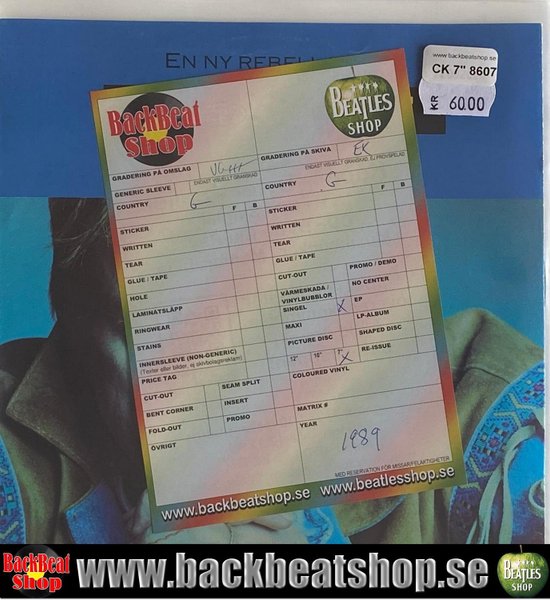 EN NY REBELL
www.backbeatshop.se
CK 7" 8607
KR 60.00
BackBeat
Shop
BEATLES
SHOP
GRADERING PÅ OMSLAG
GRADERING PÅ SKIVA EX
ENDAST VISUELLT GRANSKAD
ENDAST VISUELLT GRANSKAD, EJ PROVSPELAD
GENERIC SLEEVE
COUNTRY G F B
COUNTRY G F B
STICKER
WRITTEN
TEAR
GLUE / TAPE
HOLE
LAMINATSLÄPP
RINGWEAR
STAINS
INNERSLEEVE (NON-GENERIC)
(Texter eller bilder, ej skivbolagsreklam)
PRICE TAG
CUT-OUT SEAM SPLIT
BENT CORNER INSERT
FOLD-OUT PROMO
ÖVRIGT
STICKER
WRITTEN
TEAR
GLUE / TAPE
CUT-OUT PROMO / DEMO
VÄRMESKADA /
VINYLBUBBLOR NO CENTER
SINGEL X EP
MAXI LP-ALBUM
PICTURE DISC SHAPED DISC
12" 10" 7" X RE-ISSUE
COLOURED VINYL
MATRIX #
YEAR
1989
MED RESERVATION FÖR MISSAR/FELAKTIGHETER
www.backbeatshop.se www.beatlesshop.se
BackBeat
Shop
www.backbeatshop.se
BEATLES
SHOP